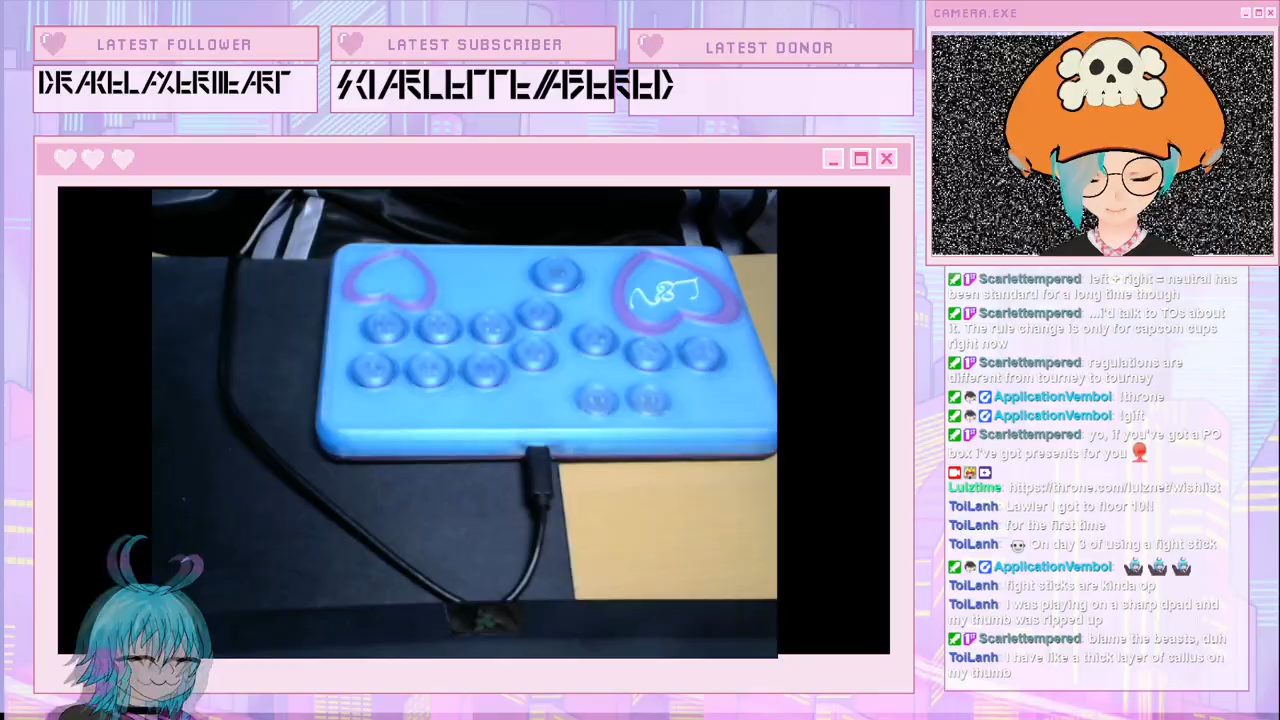 LATEST FOLLOWER
LATEST SUBSCRIBER
LATEST DONOR
CAMERA.EXE
Scarlettempered left + right = neutral has
been standard for a long time though
Scarlettempered ...i'd talk to TOs about
it. The rule change is only for capcom cups
right now
Scarlettempered regulations are
different from tourney to tourney
ApplicationVembol !throne
ApplicationVembol !gift
Scarlettempered yo, if you've got a PO
box i've got presents for you
Lulztime https://throne.com/lulznet/wishlist
ToiLanh Lawler I got to floor 10!!
ToiLanh for the first time
ToiLanh On day 3 of using a fight stick
ApplicationVembol
ToiLanh fight sticks are kinda op
ToiLanh I was playing on a sharp dpad and
my thumb was ripped up
Scarlettempered blame the beasts, duh
ToiLanh I have like a thick layer of callus on
my thumb